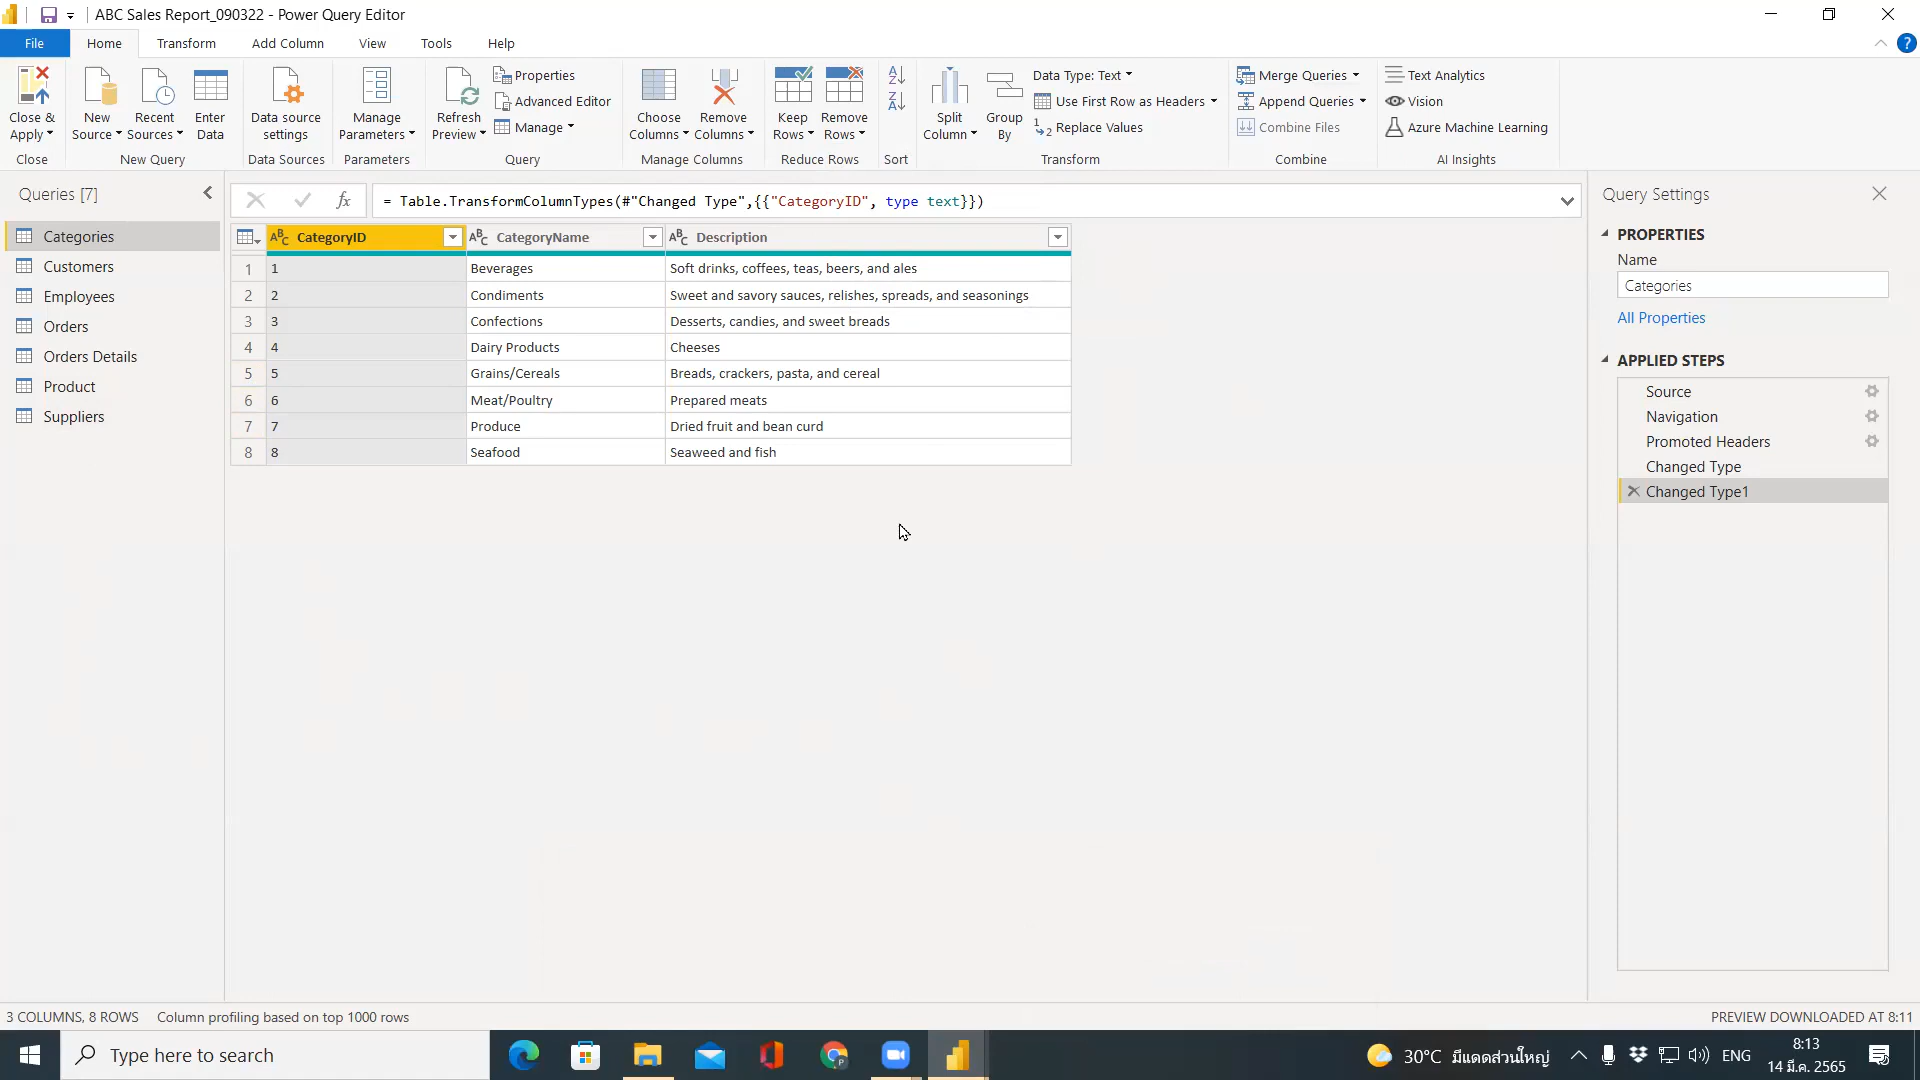 ABC Sales Report_090322 - Power Query Editor
File Home Transform Add Column View Tools Help
Close & Apply
Close
New Source
Recent Sources
Enter Data
New Query
Data source settings
Data Sources
Manage Parameters
Parameters
Refresh Preview
Properties
Advanced Editor
Manage
Query
Choose Columns
Remove Columns
Manage Columns
Keep Rows
Remove Rows
Reduce Rows
Sort
Split Column
Group By
Data Type: Text
Use First Row as Headers
Replace Values
Transform
Merge Queries
Append Queries
Combine Files
Combine
Text Analytics
Vision
Azure Machine Learning
AI Insights
Queries [7]
Categories
Customers
Employees
Orders
Orders Details
Product
Suppliers
fx = Table.TransformColumnTypes(#"Changed Type",{{"CategoryID", type text}})
CategoryID CategoryName Description
1 1 Beverages Soft drinks, coffees, teas, beers, and ales
2 2 Condiments Sweet and savory sauces, relishes, spreads, and seasonings
3 3 Confections Desserts, candies, and sweet breads
4 4 Dairy Products Cheeses
5 5 Grains/Cereals Breads, crackers, pasta, and cereal
6 6 Meat/Poultry Prepared meats
7 7 Produce Dried fruit and bean curd
8 8 Seafood Seaweed and fish
Query Settings
PROPERTIES
Name
Categories
All Properties
APPLIED STEPS
Source
Navigation
Promoted Headers
Changed Type
Changed Type1
3 COLUMNS, 8 ROWS Column profiling based on top 1000 rows
PREVIEW DOWNLOADED AT 8:11
Type here to search
30°C มีแดดส่วนใหญ่
ENG
8:13
14 มี.ค. 2565